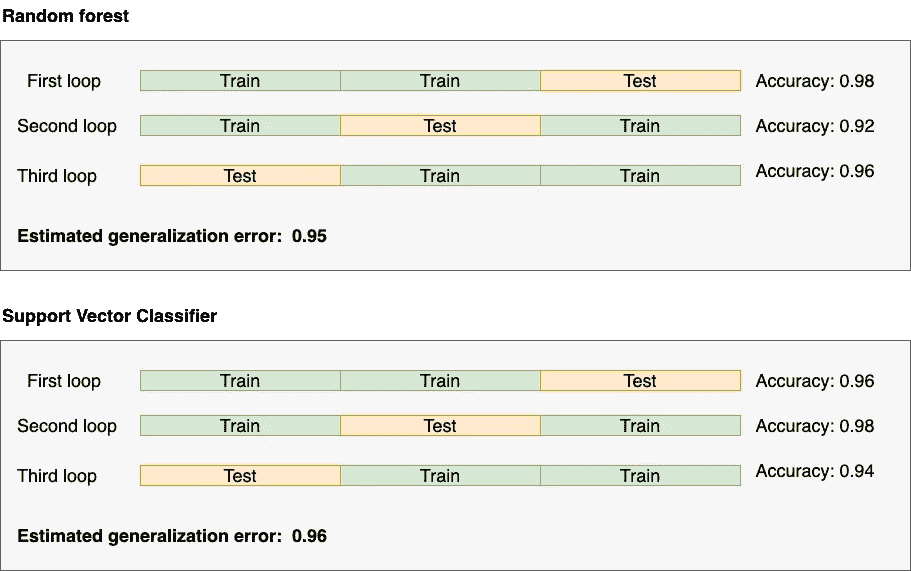 Random forest
First loop Train Train Test Accuracy: 0.98
Second loop Train Test Train Accuracy: 0.92
Third loop Test Train Train Accuracy: 0.96
Estimated generalization error: 0.95
Support Vector Classifier
First loop Train Train Test Accuracy: 0.96
Second loop Train Test Train Accuracy: 0.98
Third loop Test Train Train Accuracy: 0.94
Estimated generalization error: 0.96